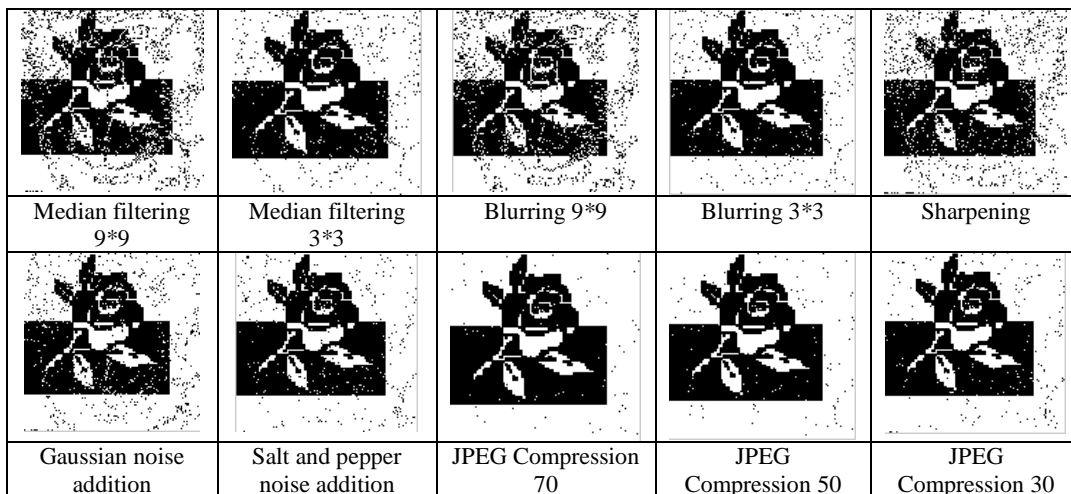 Median filtering
9*9
Median filtering
3*3
Blurring 9*9
Blurring 3*3
Sharpening
Gaussian noise
addition
Salt and pepper
noise addition
JPEG Compression
70
JPEG
Compression 50
JPEG
Compression 30